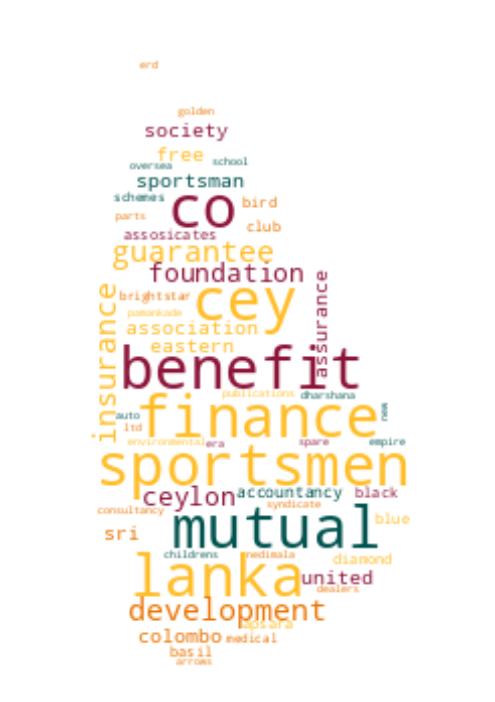 erd
golden
society
free
oversea school
sportsman
schemes
co bird
parts
club
assosicates
guarantee
foundation
assurance
insurance
brightstar cey
pamankade
association
eastern
benefit
publications dharshana
auto finance new
ltd
environmental era spare empire
sportsmen
ceylon accountancy black
syndicate
consultancy
mutual blue
sri
childrens nedimala
diamond
lanka united
dealers
development
apsara
colombo medical
basil
arrows